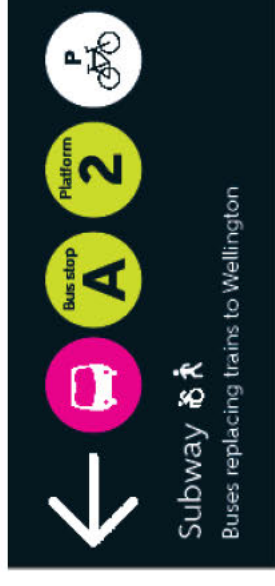 Bus stop
A
Platform
2
P
Subway
Buses replacing trains to Wellington